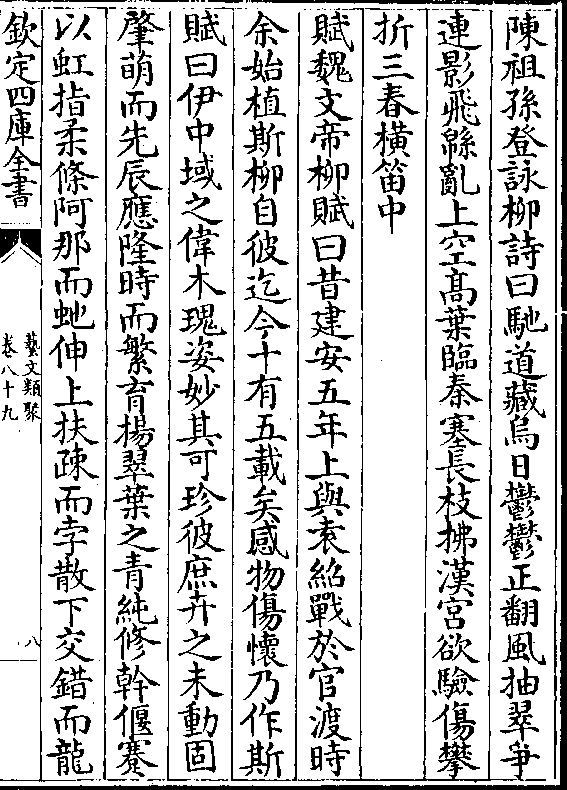 陳祖孫登詠柳詩曰馳道藏烏日鬱鬱正翻風抽翠爭
連影飛緜亂上空高葉臨秦塞長枝拂漢宮欲驗傷攀
折三春橫笛中
賦魏文帝柳賦曰昔建安五年上與袁紹戰於官渡時
余始植斯柳自彼迄今十有五載矣感物傷懷乃作斯
賦曰伊中域之偉木瑰姿妙其可珍彼庶卉之未動固
肇萌而先辰應隆時而繁育揚翠葉之青純修幹偃蹇
以虹指柔條阿那而虵伸上扶疎而孛散下交錯而龍
欽定四庫全書
藝文類聚
卷八十九
八